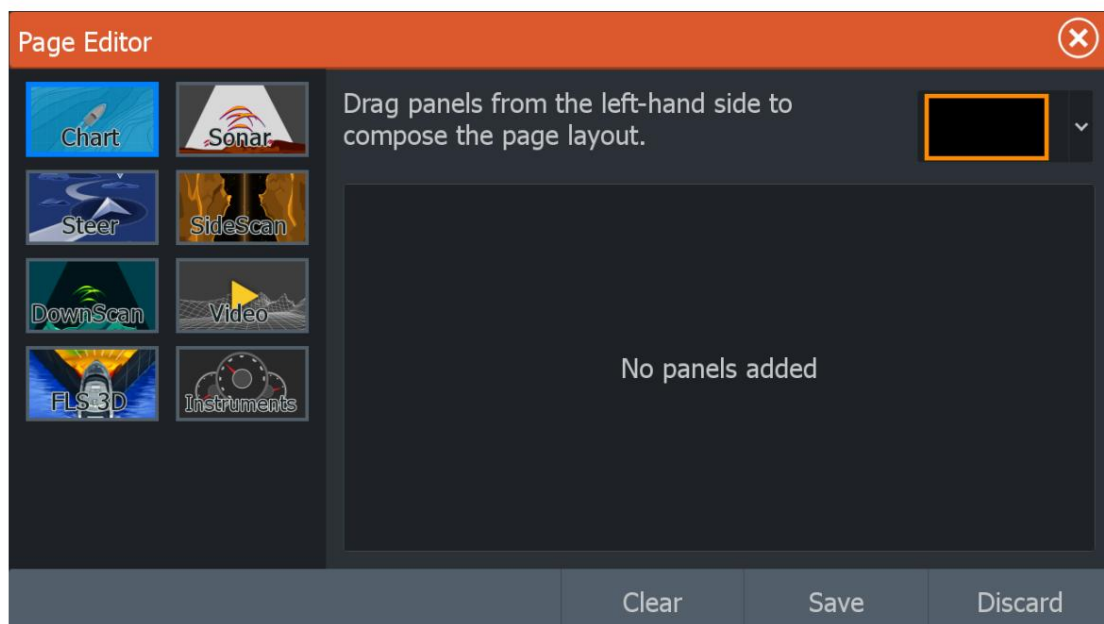 Page Editor
Chart
Sonar
Steer
SideScan
DownScan
Video
FLS 3D
Instruments
Drag panels from the left-hand side to
compose the page layout.
No panels added
Clear
Save
Discard